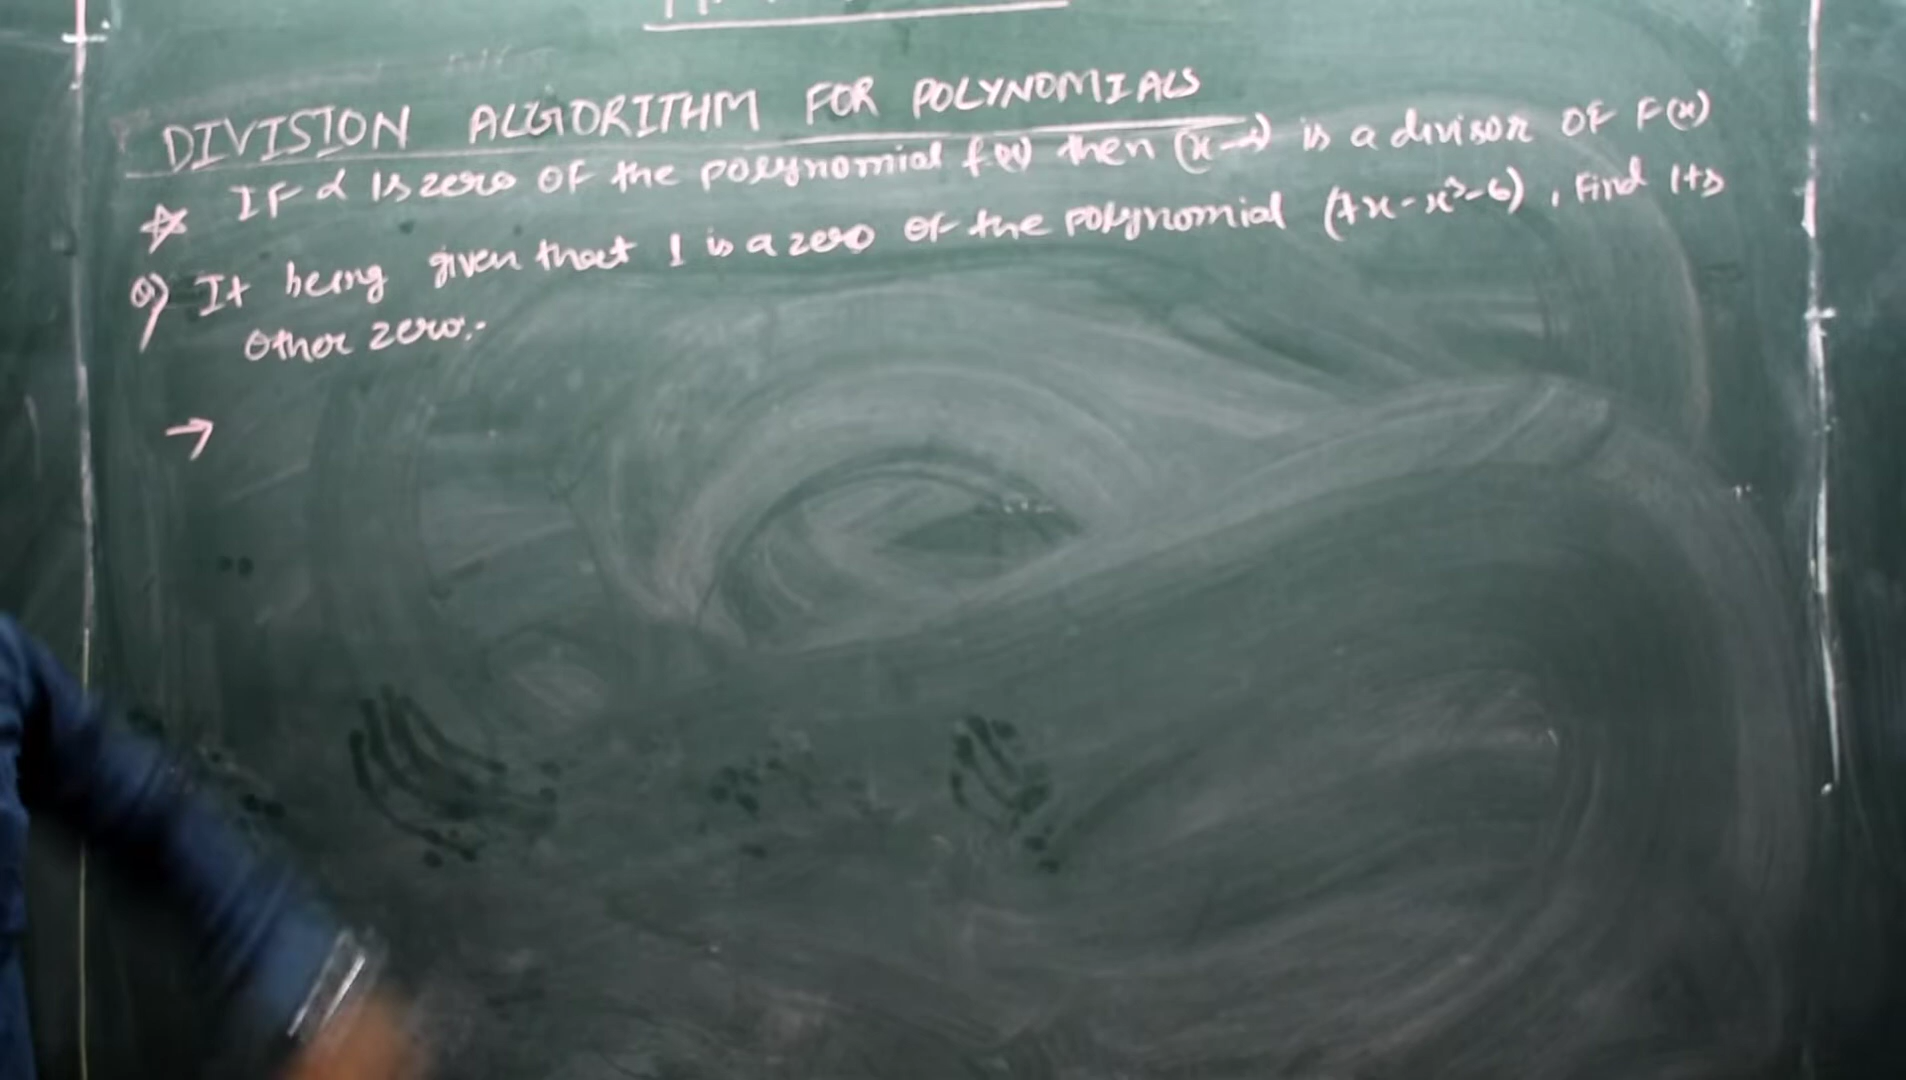 DIVISION ALGORITHM FOR POLYNOMIALS
☆ IF α IS zero OF the polynomial f(x) then (x-α) is a divisor OF F(x)
Q) It being given that 1 is a zero of the polynomial (7x-x³-6), Find its
other zero.-
→